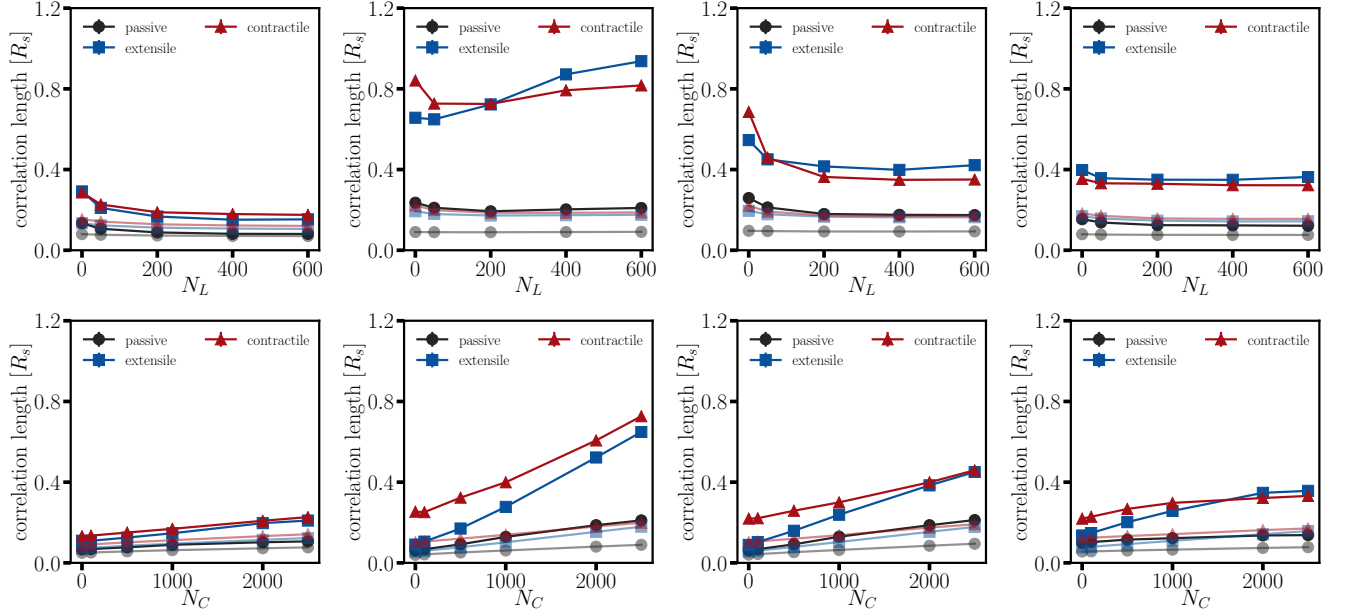 correlation length [R_s]
1.2
0.8
0.4
0.0
passive
extensile
contractile
0 200 400 600
N_L
correlation length [R_s]
1.2
0.8
0.4
0.0
passive
extensile
contractile
0 200 400 600
N_L
correlation length [R_s]
1.2
0.8
0.4
0.0
passive
extensile
contractile
0 200 400 600
N_L
correlation length [R_s]
1.2
0.8
0.4
0.0
passive
extensile
contractile
0 200 400 600
N_L
correlation length [R_s]
1.2
0.8
0.4
0.0
passive
extensile
contractile
0 1000 2000
N_C
correlation length [R_s]
1.2
0.8
0.4
0.0
passive
extensile
contractile
0 1000 2000
N_C
correlation length [R_s]
1.2
0.8
0.4
0.0
passive
extensile
contractile
0 1000 2000
N_C
correlation length [R_s]
1.2
0.8
0.4
0.0
passive
extensile
contractile
0 1000 2000
N_C